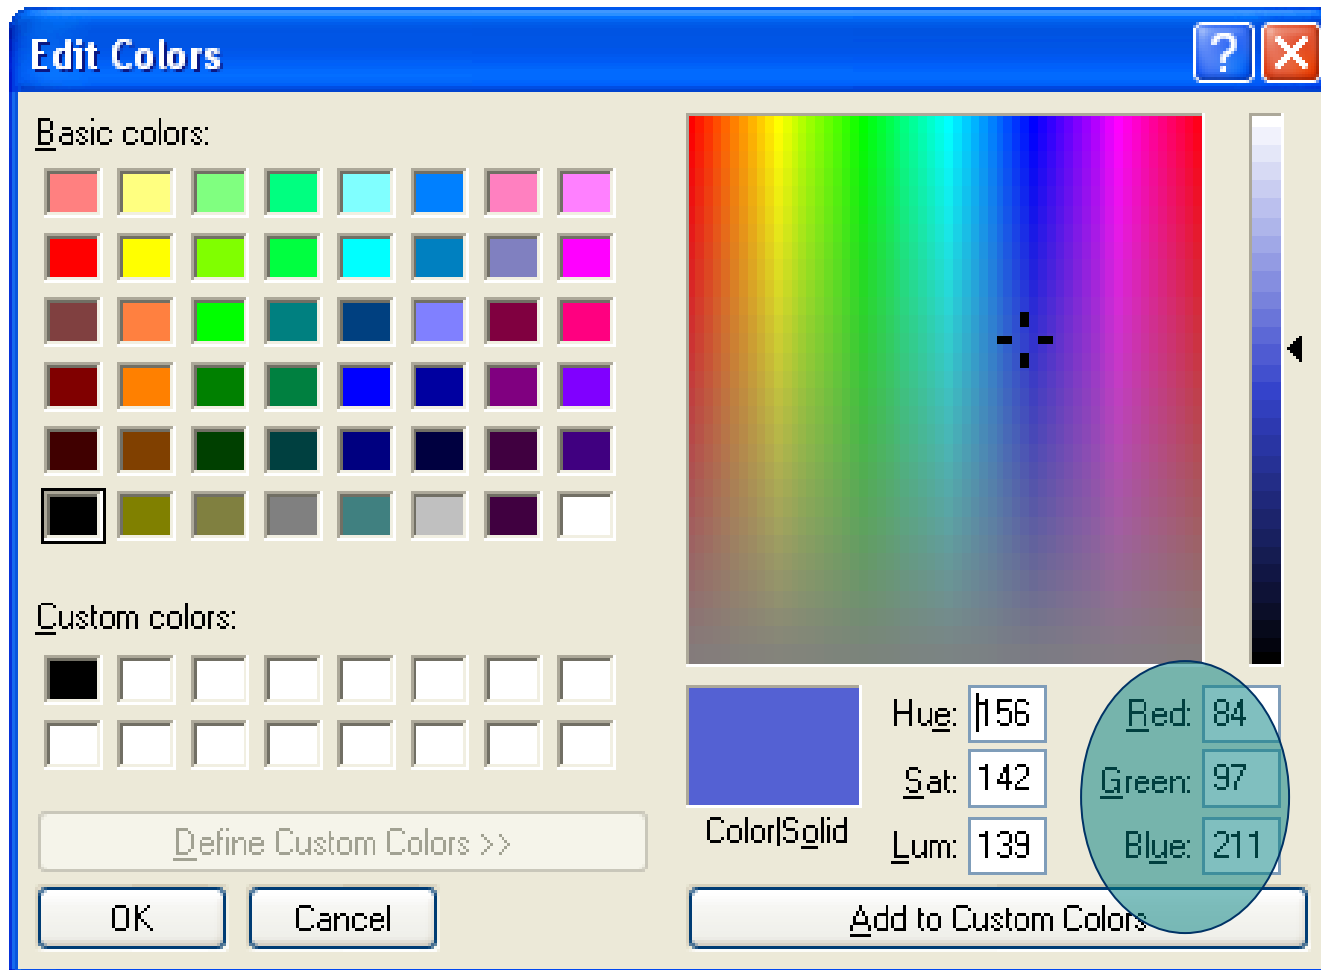 Edit Colors
?
Basic colors:
Custom colors:
Define Custom Colors >>
OK
Cancel
Color|Solid
Hue: 156
Sat: 142
Lum: 139
Red: 84
Green: 97
Blue: 211
Add to Custom Colors